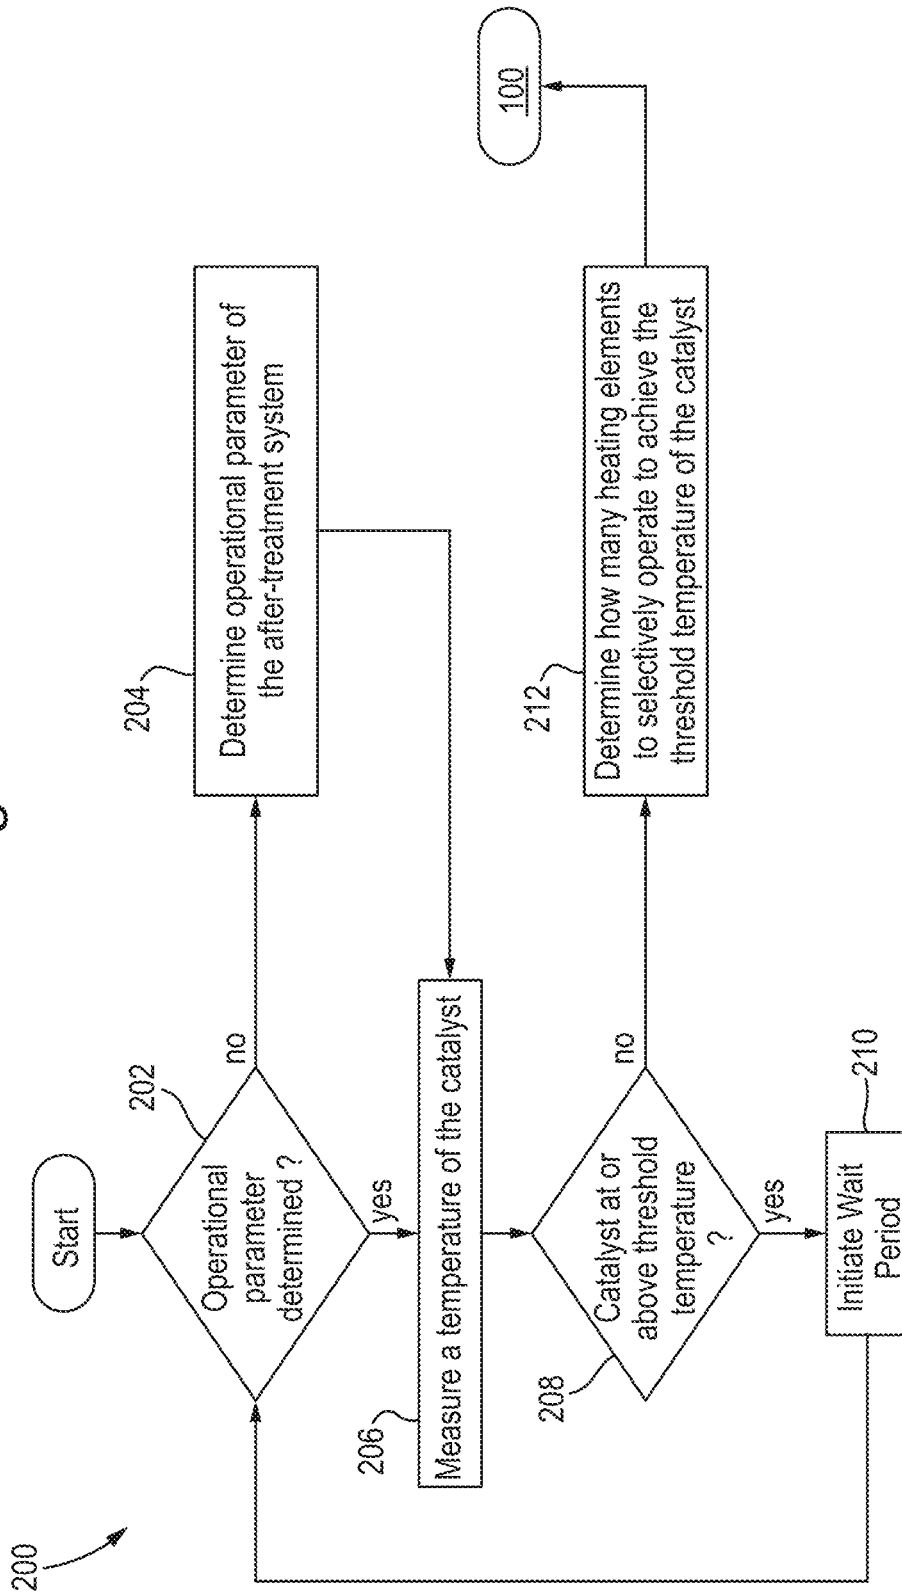 200
Start
202
Operational
parameter
determined ?
no
yes
204
Determine operational parameter of
the after-treatment system
206
Measure a temperature of the catalyst
208
Catalyst at or
above threshold
temperature
?
no
yes
212
Determine how many heating elements
to selectively operate to achieve the
threshold temperature of the catalyst
100
210
Initiate Wait
Period